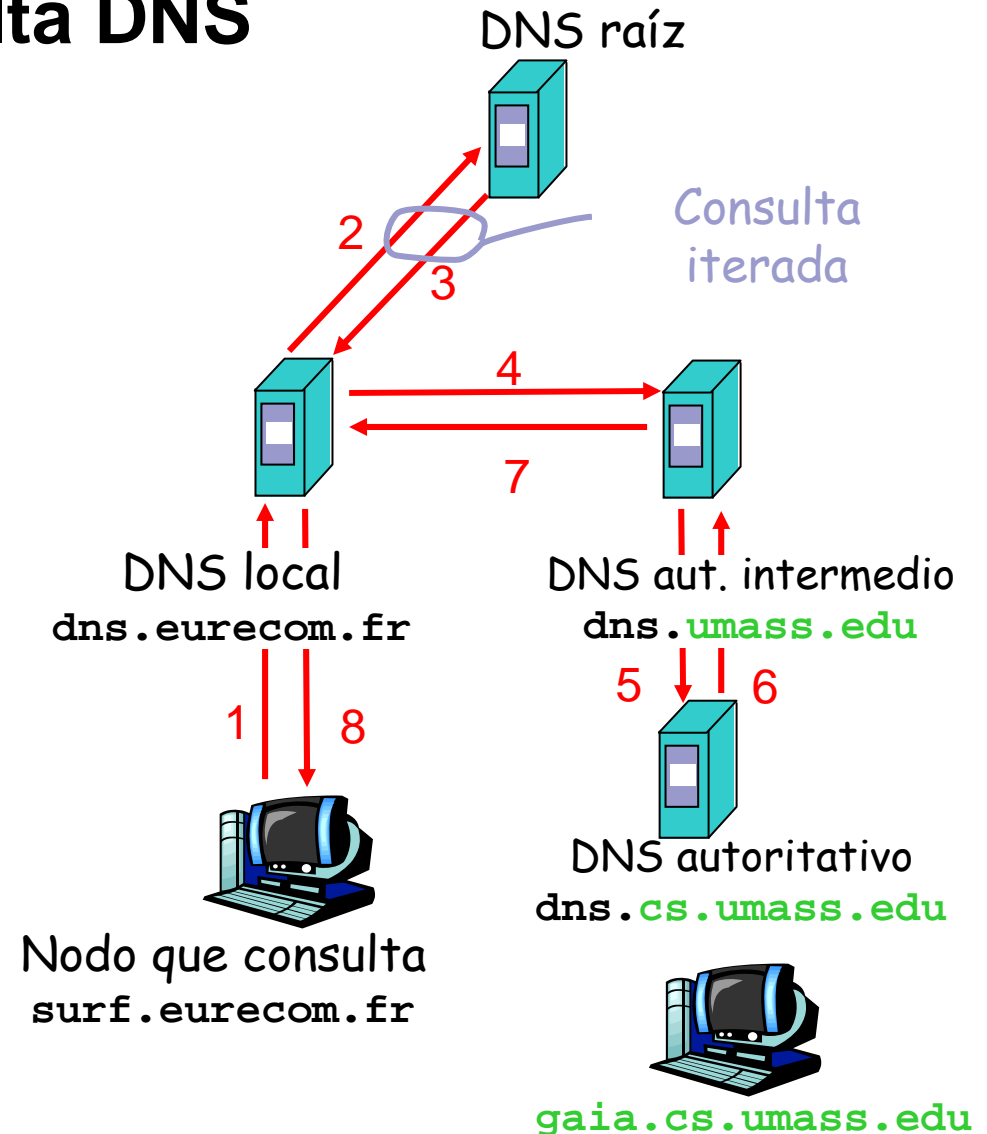 lta DNS
DNS raíz
Consulta
iterada
2
3
4
7
DNS local
dns.eurecom.fr
DNS aut. intermedio
dns.umass.edu
5
6
1
8
DNS autoritativo
dns.cs.umass.edu
Nodo que consulta
surf.eurecom.fr
gaia.cs.umass.edu